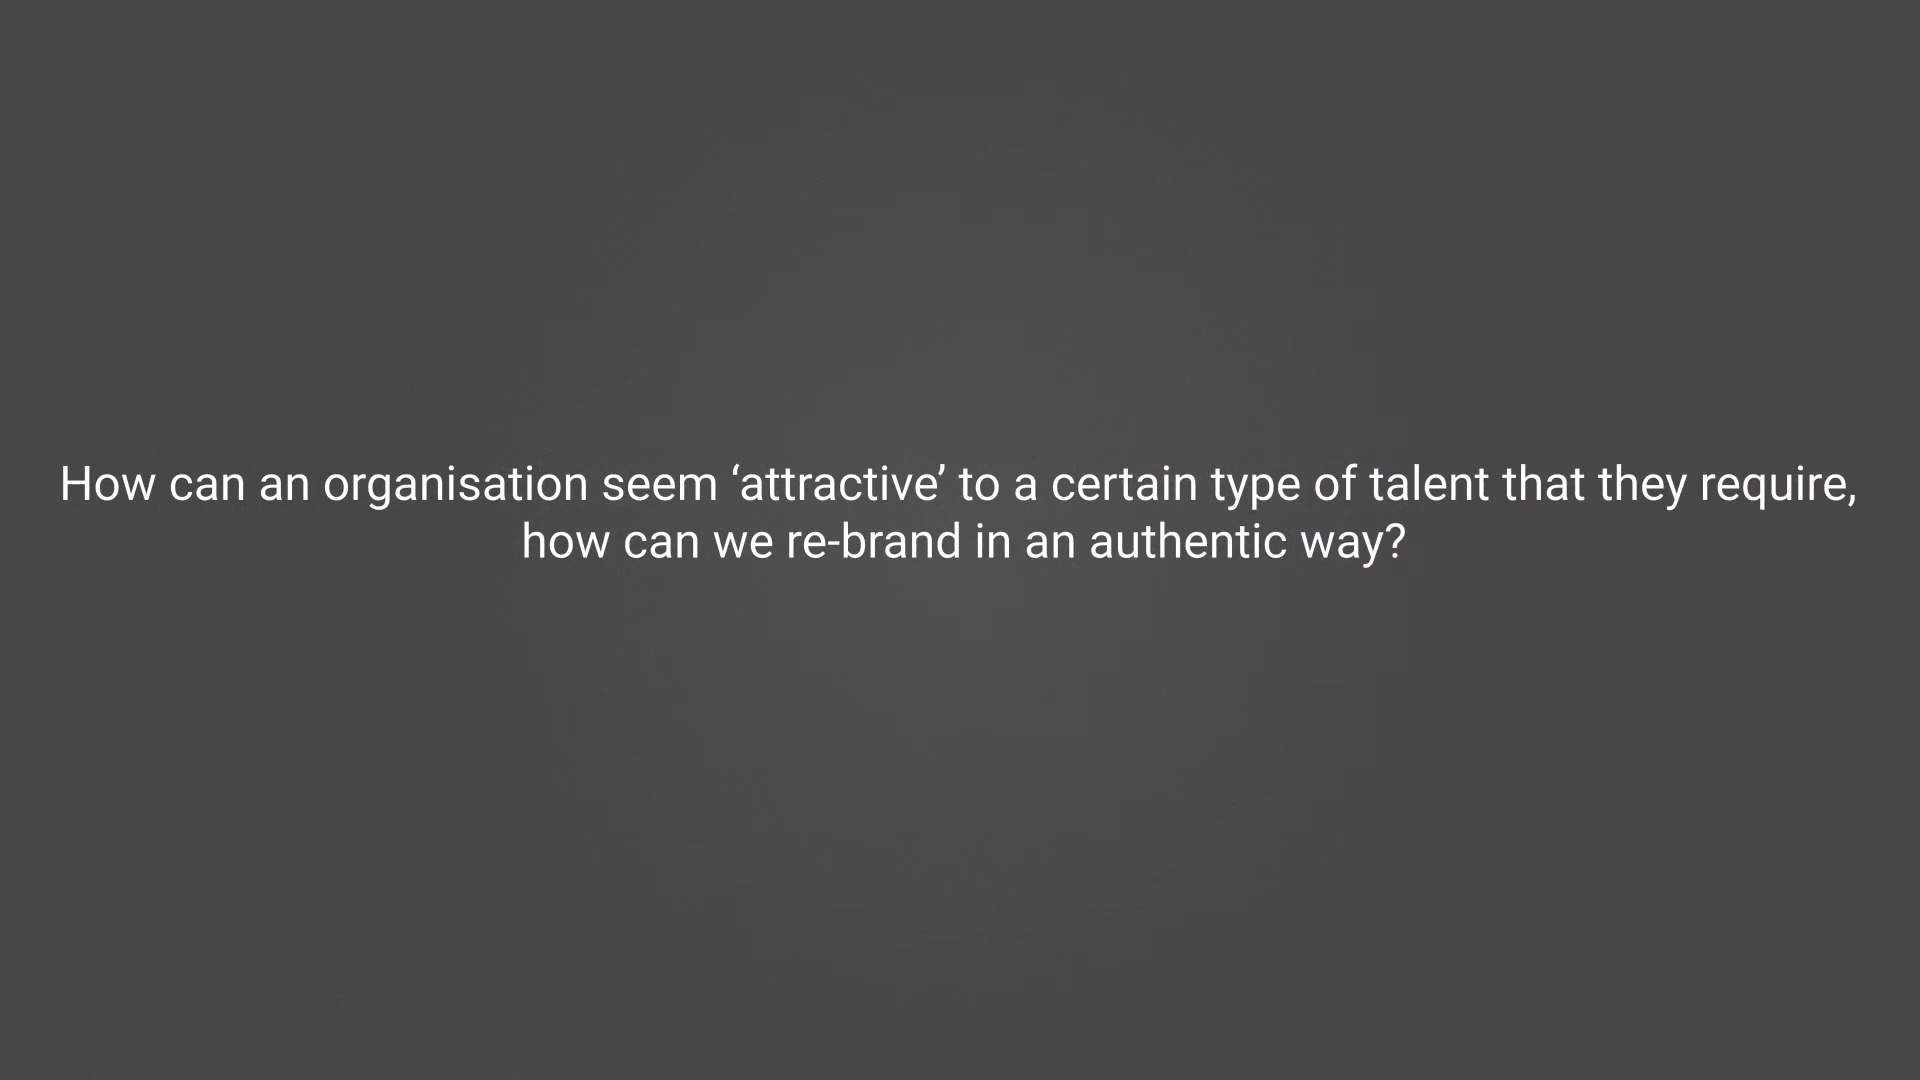 How can an organisation seem ‘attractive’ to a certain type of talent that they require,
how can we re-brand in an authentic way?